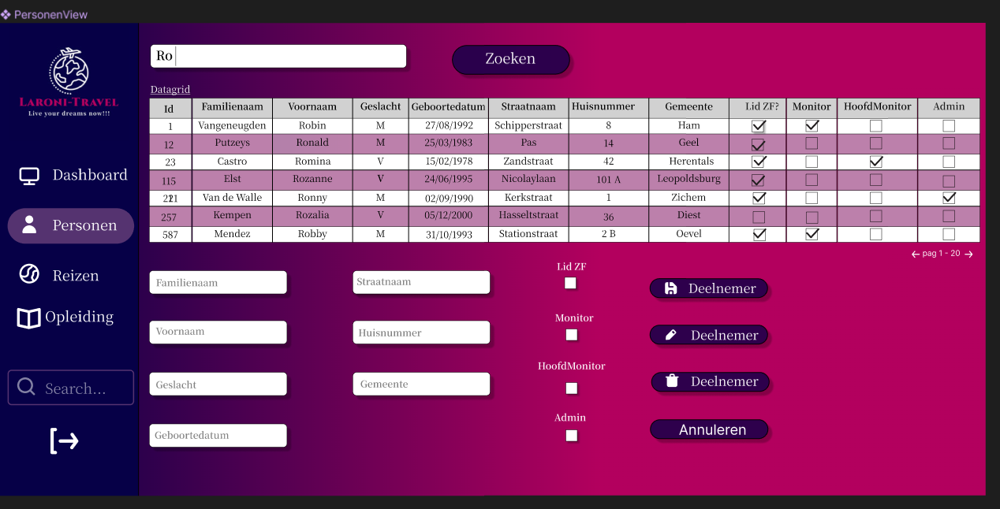 PersonenView
LARONI-TRAVEL
Live your dreams now!!!
Dashboard
Personen
Reizen
Opleiding
Search...
Ro
Zoeken
Datagrid
Id Familienaam Voornaam Geslacht Geboortedatum Straatnaam Huisnummer Gemeente Lid ZF? Monitor HoofdMonitor Admin
1 Vangeneugden Robin M 27/08/1992 Schipperstraat 8 Ham
12 Putzeys Ronald M 25/03/1983 Pas 14 Geel
23 Castro Romina V 15/02/1978 Zandstraat 42 Herentals
115 Elst Rozanne V 24/06/1995 Nicolaylaan 101 A Leopoldsburg
Van de Walle Ronny M 02/09/1990 Kerkstraat 1 Zichem
257 Kempen Rozalia V 05/12/2000 Hasseltstraat 36 Diest
587 Mendez Robby M 31/10/1993 Stationstraat 2 B Oevel
← pag 1 - 20 →
Familienaam
Straatnaam
Lid ZF
Deelnemer
Voornaam
Huisnummer
Monitor
Deelnemer
Geslacht
Gemeente
HoofdMonitor
Deelnemer
Geboortedatum
Admin
Annuleren